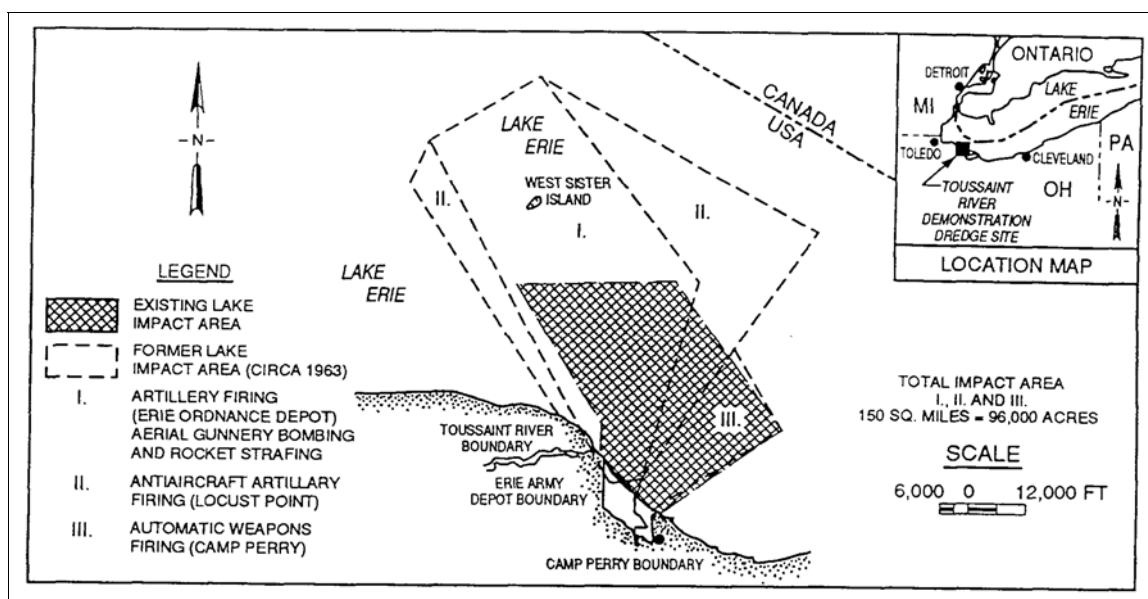 -N-
LEGEND
EXISTING LAKE
IMPACT AREA
FORMER LAKE
IMPACT AREA (CIRCA 1963)
I. ARTILLERY FIRING
(ERIE ORDNANCE DEPOT)
AERIAL GUNNERY BOMBING
AND ROCKET STRAFING
II. ANTIAIRCRAFT ARTILLARY
FIRING (LOCUST POINT)
III. AUTOMATIC WEAPONS
FIRING (CAMP PERRY)
LAKE
ERIE
WEST SISTER
ISLAND
II.
I.
II.
LAKE
ERIE
III.
CANADA
USA
TOUSSAINT RIVER
BOUNDARY
ERIE ARMY
DEPOT BOUNDARY
CAMP PERRY BOUNDARY
ONTARIO
DETROIT
MI
LAKE
ERIE
PA
TOLEDO
CLEVELAND
OH
TOUSSAINT
RIVER
DEMONSTRATION
DREDGE SITE
-N-
LOCATION MAP
TOTAL IMPACT AREA
I., II. AND III.
150 SQ. MILES = 96,000 ACRES
SCALE
6,000 0 12,000 FT